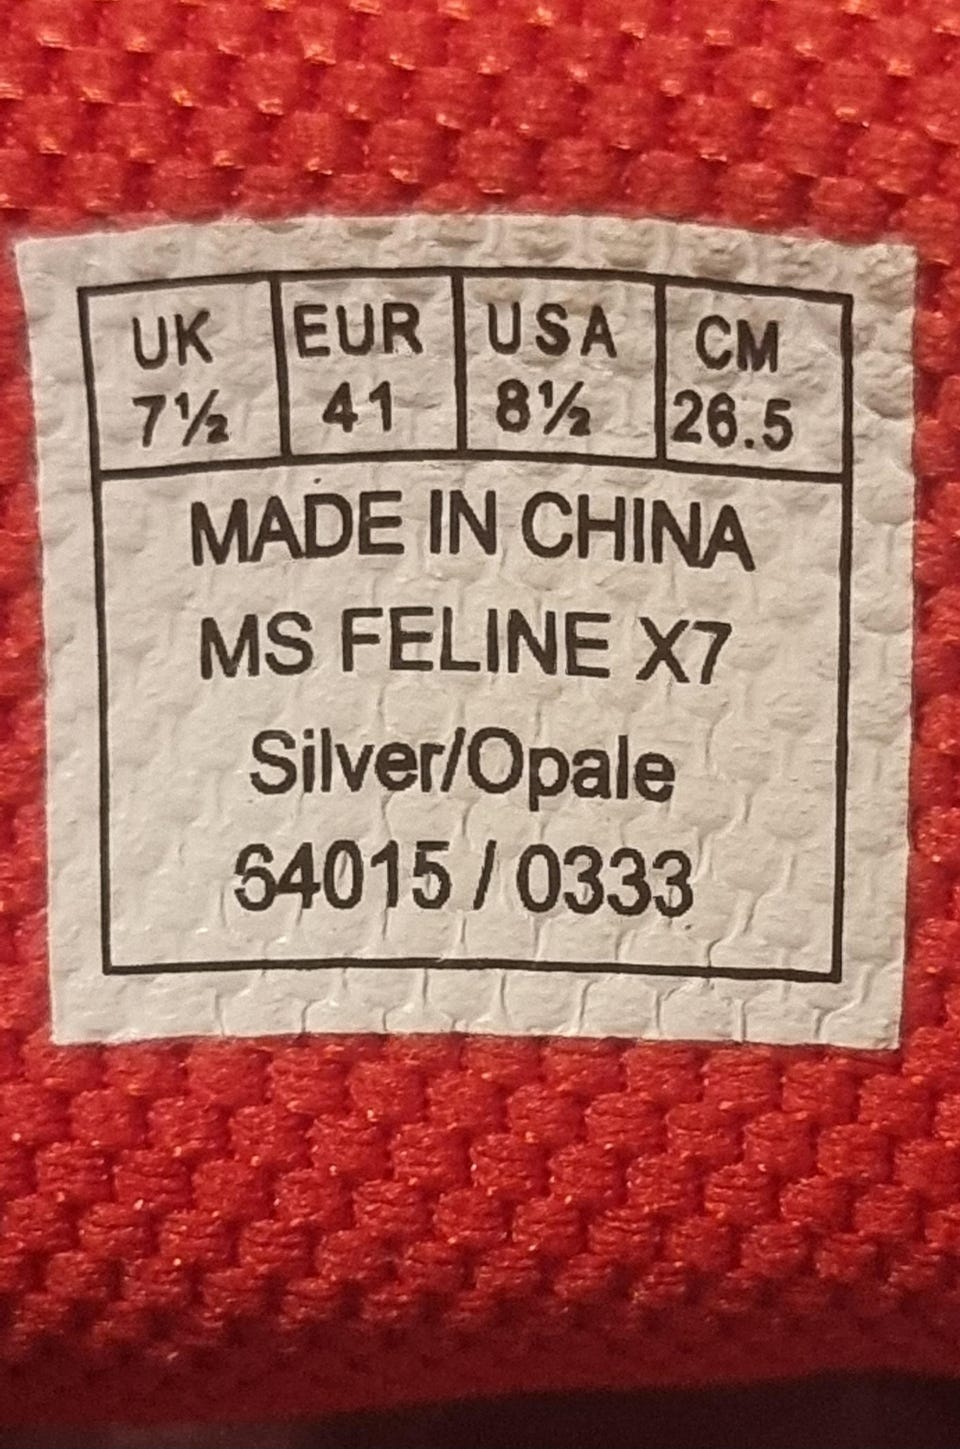 UK EUR USA CM
7½ 41 8½ 26.5
MADE IN CHINA
MS FELINE X7
Silver/Opale
64015 / 0333